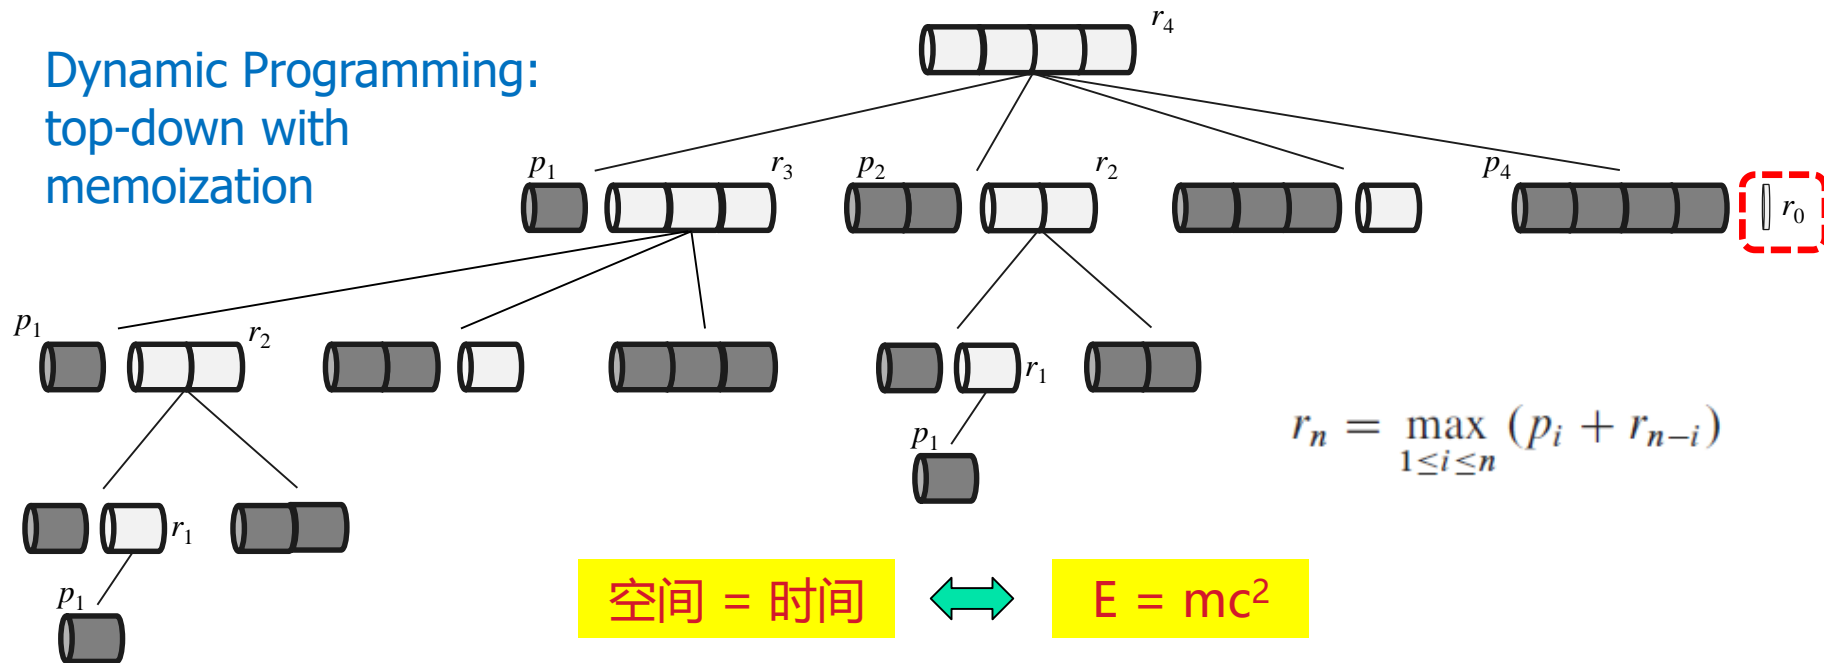 Dynamic Programming:
top-down with
memoization
r₄
p₁ r₃ p₂ r₂ p₄ r₀
p₁ r₂ r₁
p₁
rₙ = max (pᵢ + rₙ₋ᵢ)
1≤i≤n
r₁
p₁
空间 = 时间 E = mc²